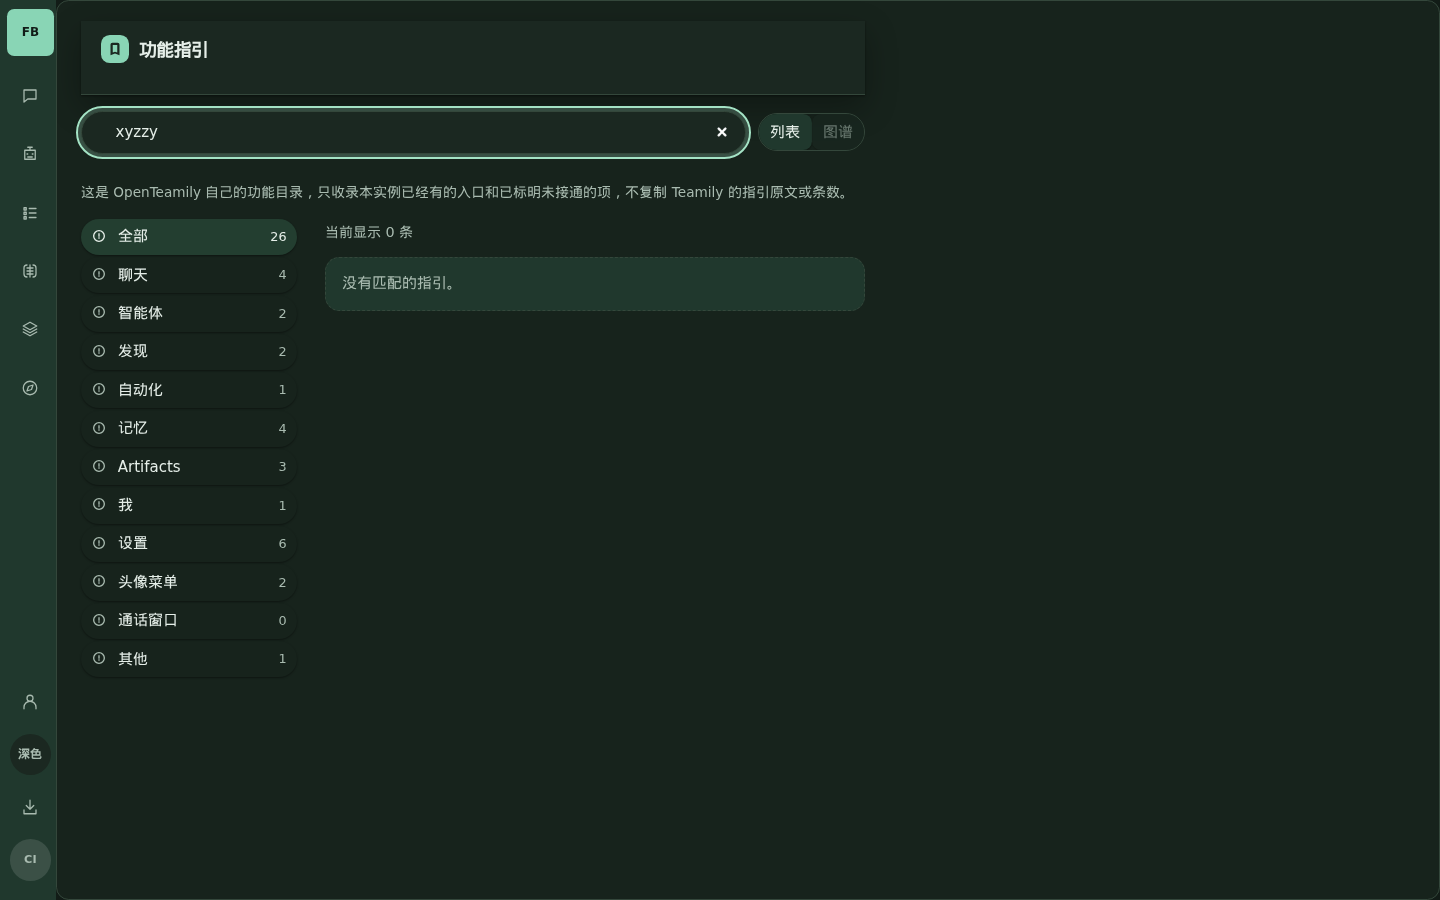 FB
功能指引
xyzzy
列表
图谱
这是 OpenTeamily 自己的功能目录，只收录本实例已经有的入口和已标明未接通的项，不复制 Teamily 的指引原文或条数。
全部 26
聊天 4
智能体 2
发现 2
自动化 1
记忆 4
Artifacts 3
我 1
设置 6
头像菜单 2
通话窗口 0
其他 1
当前显示 0 条
没有匹配的指引。
深色
CI